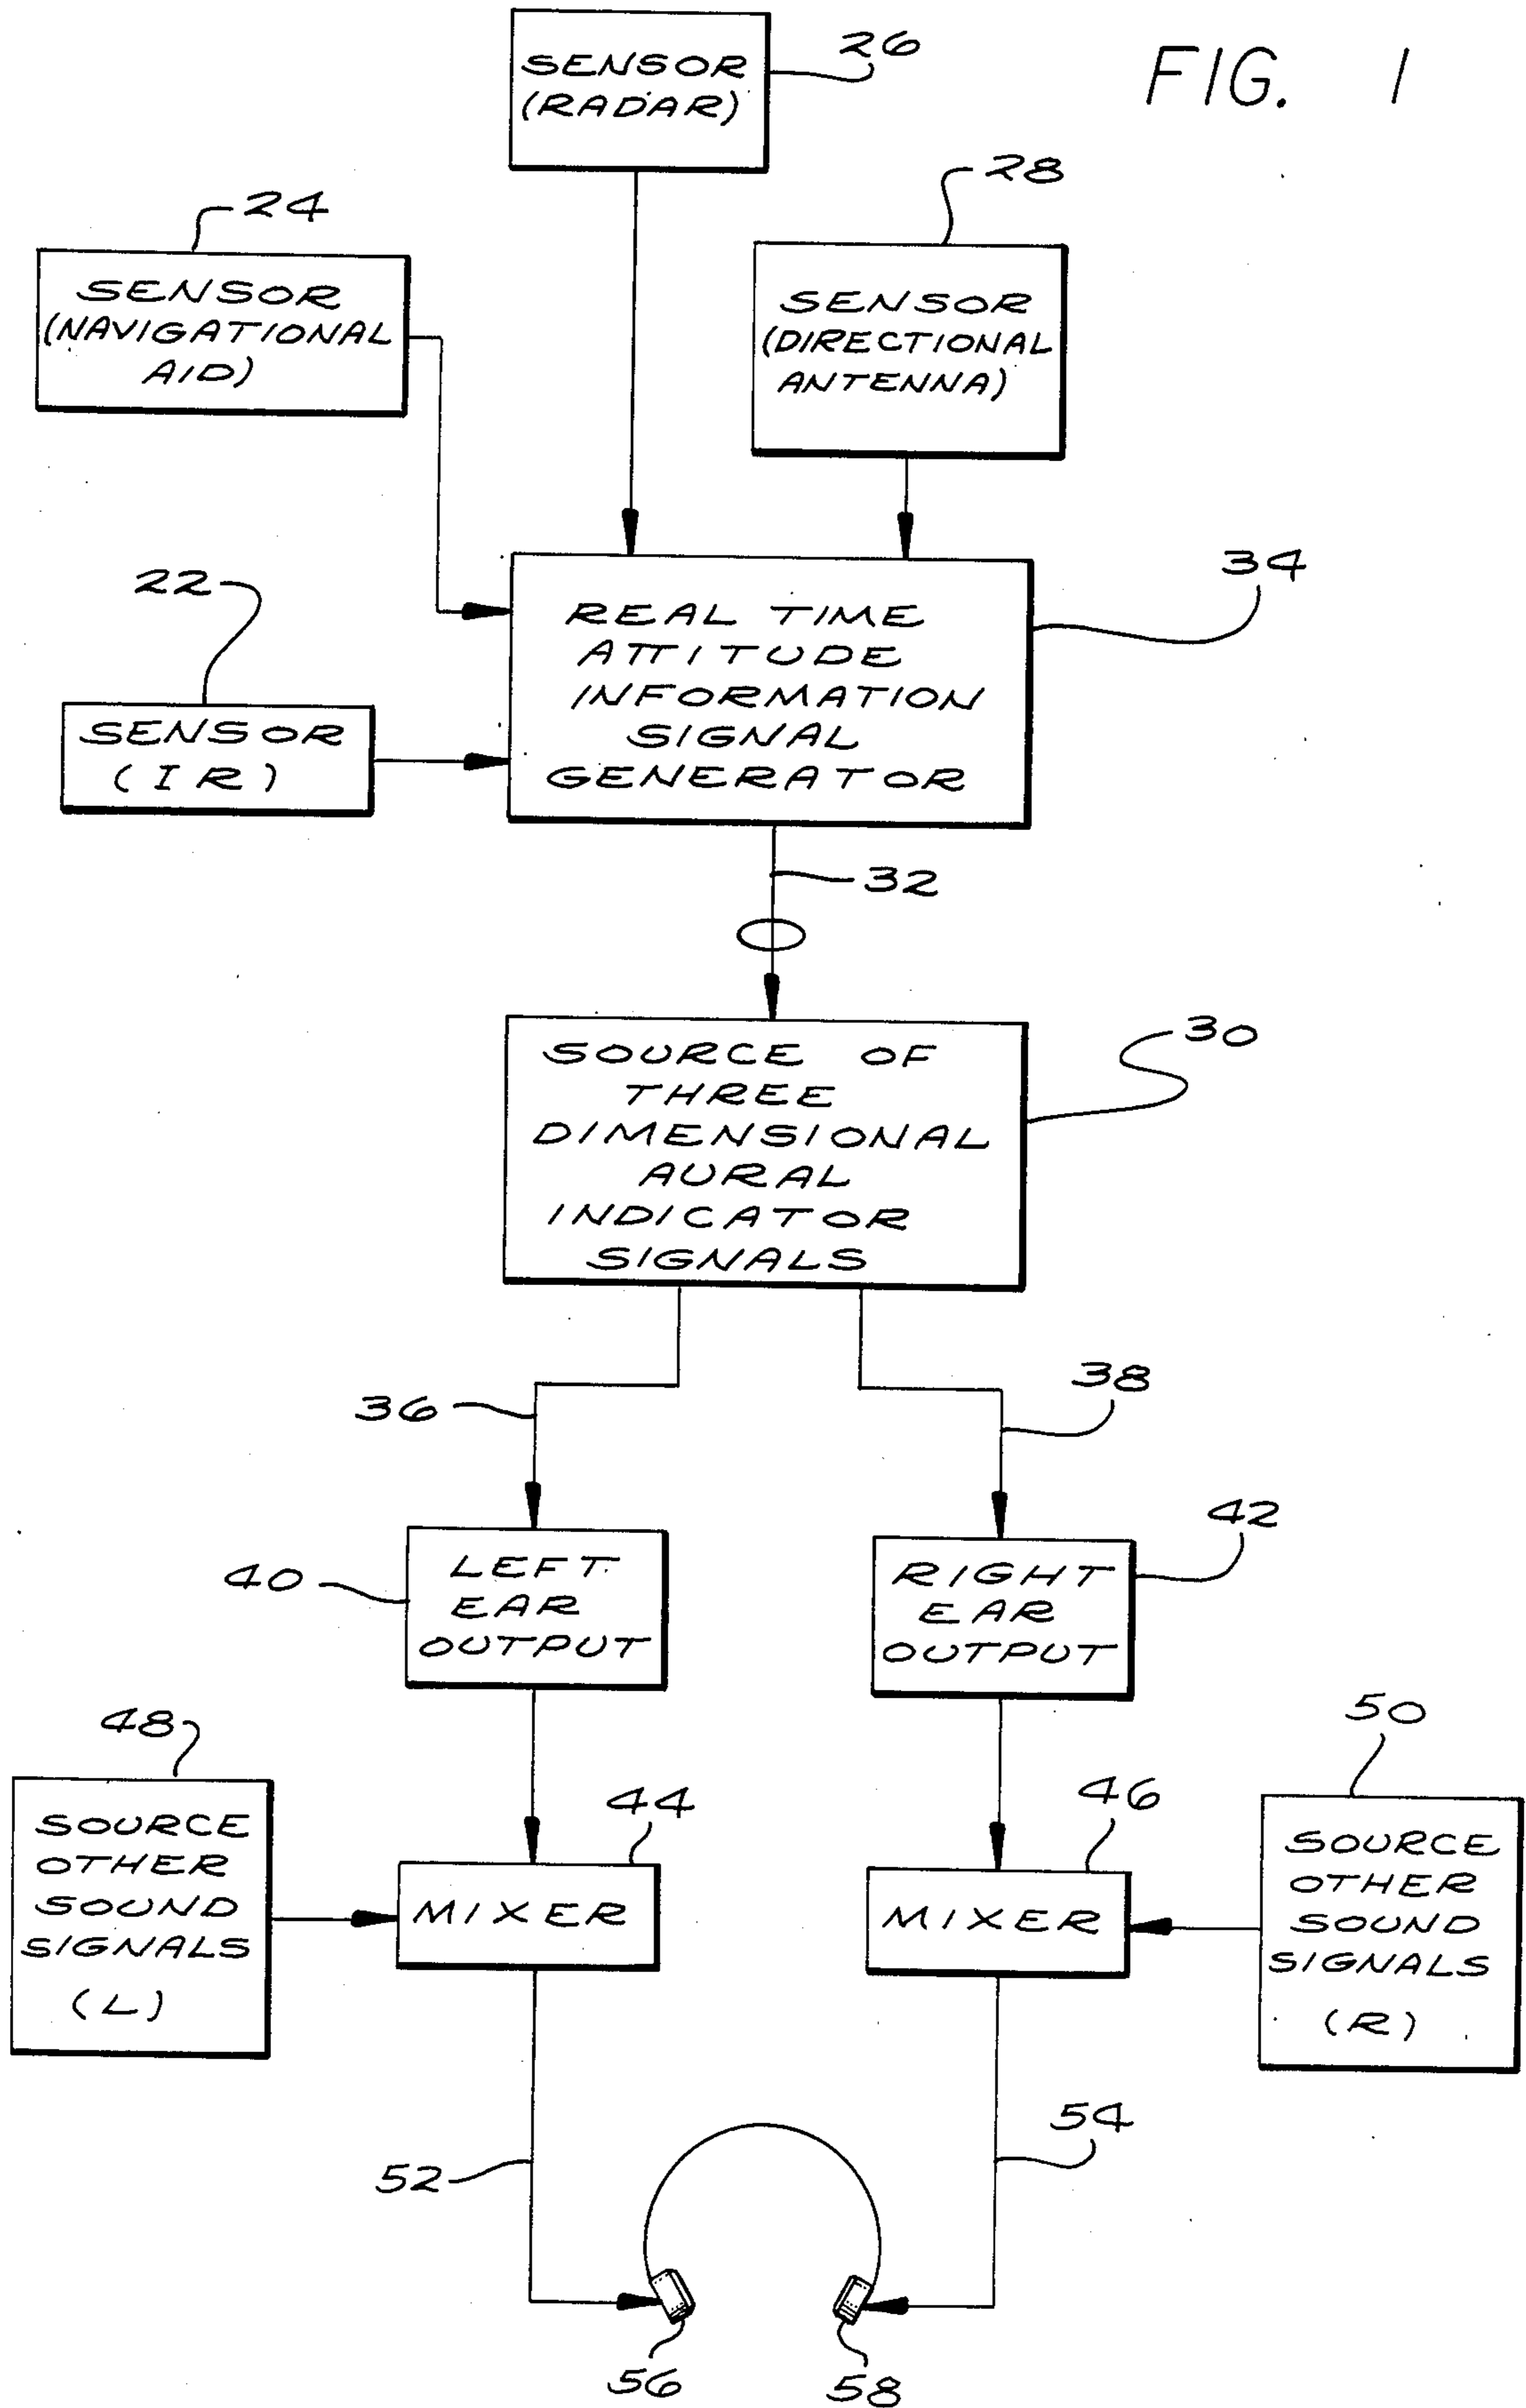 FIG. 1
26
SENSOR
(RADAR)
28
24
SENSOR
(NAVIGATIONAL
AID)
SENSOR
(DIRECTIONAL
ANTENNA)
34
22
REAL TIME
ATTITUDE
INFORMATION
SIGNAL
GENERATOR
SENSOR
(IR)
32
30
SOURCE OF
THREE
DIMENSIONAL
AURAL
INDICATOR
SIGNALS
36
38
40
LEFT
EAR
OUTPUT
42
RIGHT
EAR
OUTPUT
48
50
44
46
SOURCE
OTHER
SOUND
SIGNALS
(L)
MIXER
MIXER
SOURCE
OTHER
SOUND
SIGNALS
(R)
52
54
56
58